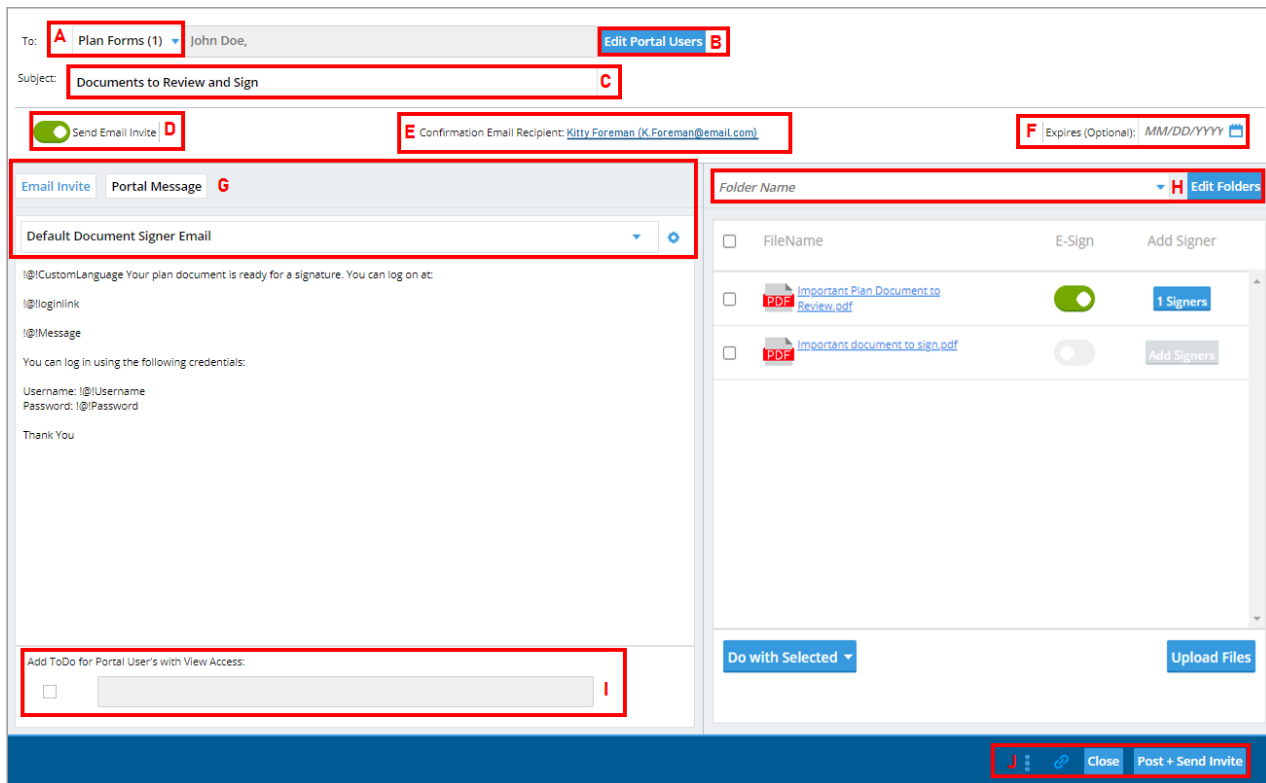 To: A Plan Forms (1) John Doe, Edit Portal Users B
Subject: Documents to Review and Sign C
Send Email Invite D E Confirmation Email Recipient: Kitty Foreman (K.Foreman@email.com) F Expires (Optional): MM/DD/YYYY
Email Invite Portal Message G
Folder Name H Edit Folders
Default Document Signer Email
FileName E-Sign Add Signer
!@!CustomLanguage Your plan document is ready for a signature. You can log on at:
!@!loginlink
!@!Message
You can log in using the following credentials:
Username: !@!Username
Password: !@!Password
Thank You
PDF Important Plan Document to
Review.pdf
1 Signers
PDF Important document to sign.pdf
Add Signers
Add ToDo for Portal User's with View Access:
I
Do with Selected Upload Files
J Close Post + Send Invite